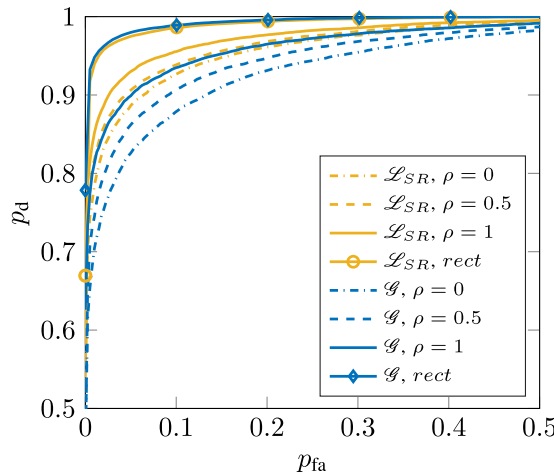 1
0.9
0.8
0.7
0.6
0.5
p_d
0
0.1
0.2
0.3
0.4
0.5
p_fa
ℒ_SR, ρ = 0
ℒ_SR, ρ = 0.5
ℒ_SR, ρ = 1
ℒ_SR, rect
𝒢, ρ = 0
𝒢, ρ = 0.5
𝒢, ρ = 1
𝒢, rect